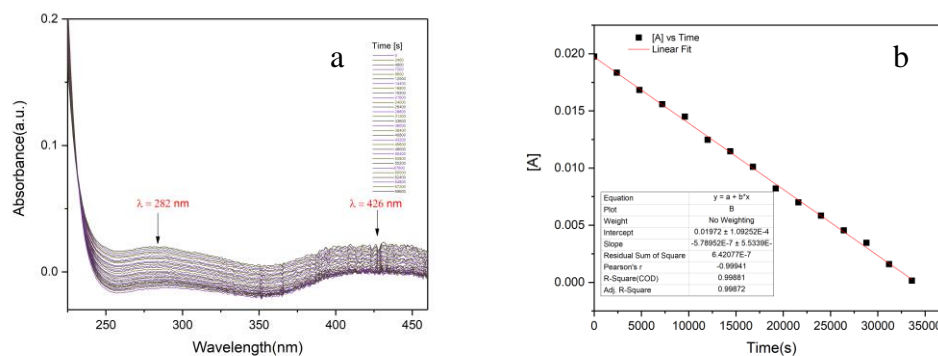 a
Time [s]
λ = 282 nm
λ = 426 nm
0.2
0.1
0.0
Absorbance(a.u.)
250
300
350
400
450
Wavelength(nm)
b
[A] vs Time
Linear Fit
0.020
0.015
0.010
0.005
0.000
[A]
Equation y = a + b*x
Plot B
Weight No Weighting
Intercept 0.01972 ± 1.09252E-4
Slope -5.78952E-7 ± 5.5339E-
Residual Sum of Square 6.42077E-7
Pearson's r -0.99941
R-Square(COD) 0.99881
Adj. R-Square 0.99872
0
5000
10000
15000
20000
25000
30000
35000
Time(s)